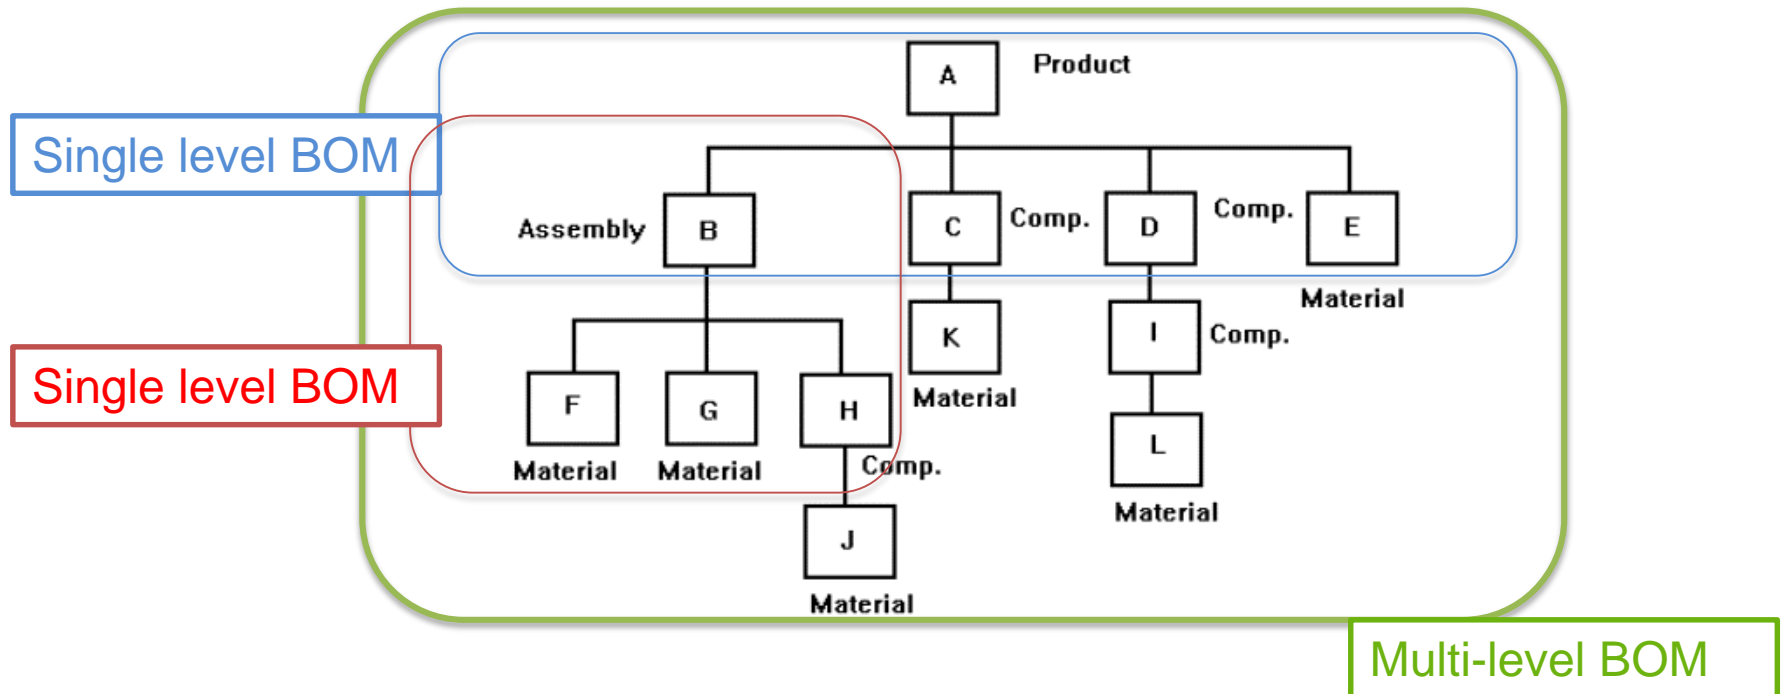 A Product
Single level BOM
Assembly B C Comp. D Comp. E
Material
K I Comp.
Single level BOM
F G H Material L
Material Material Comp.
Material
J
Material
Multi-level BOM